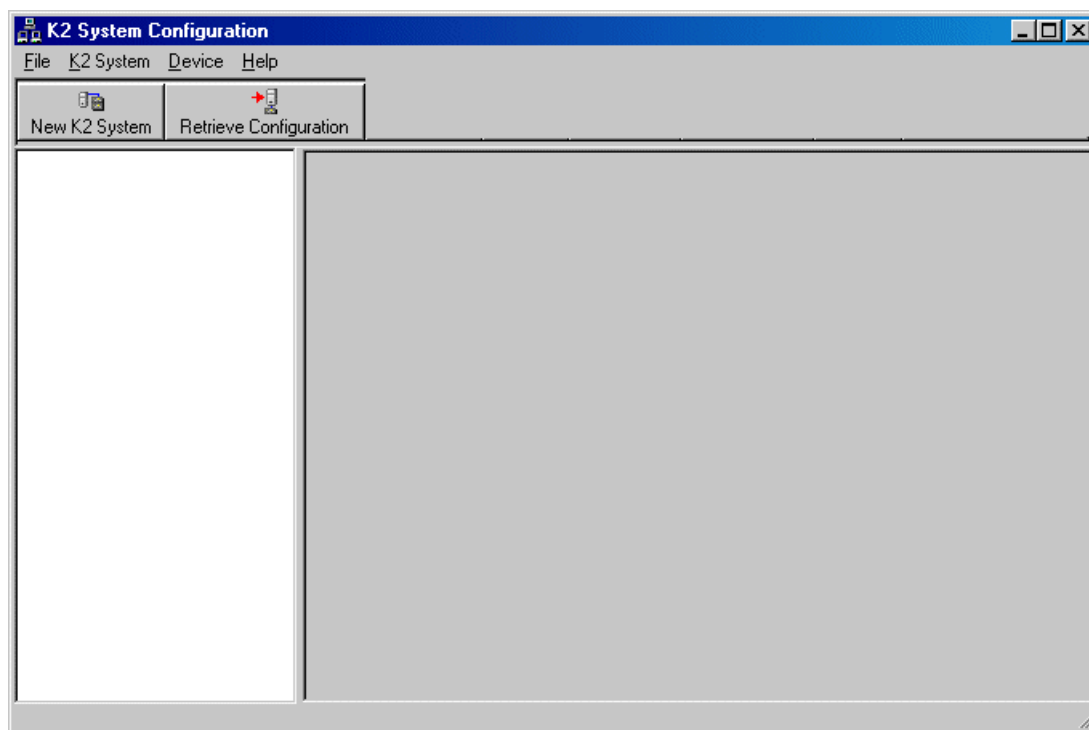 K2 System Configuration
File K2 System Device Help
New K2 System Retrieve Configuration